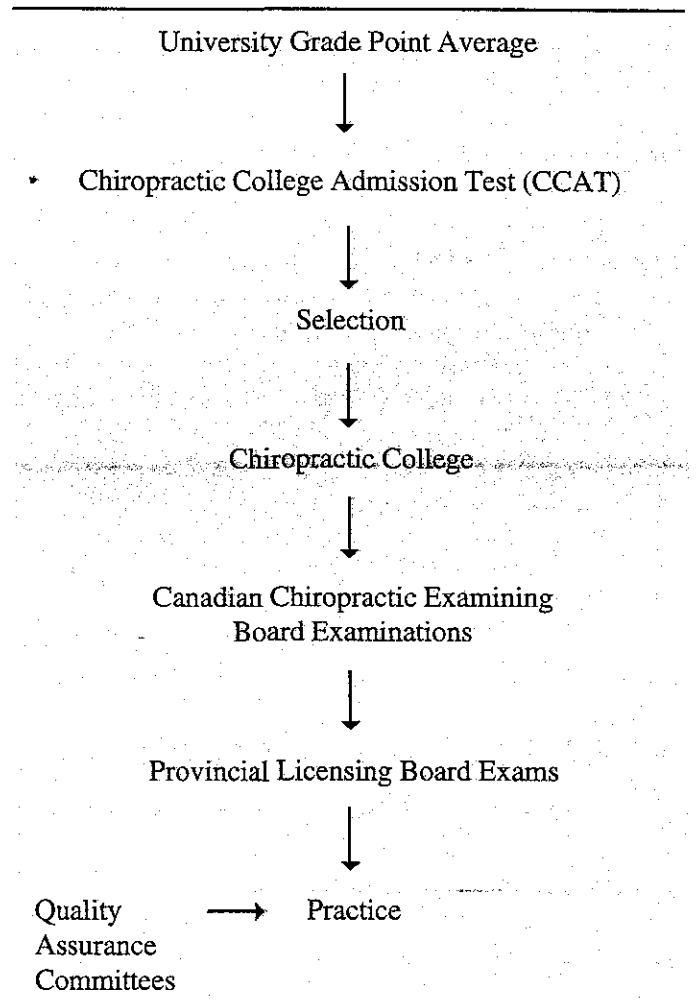 University Grade Point Average
Chiropractic College Admission Test (CCAT)
Selection
Chiropractic College
Canadian Chiropractic Examining
Board Examinations
Provincial Licensing Board Exams
Quality
Assurance
Committees
Practice